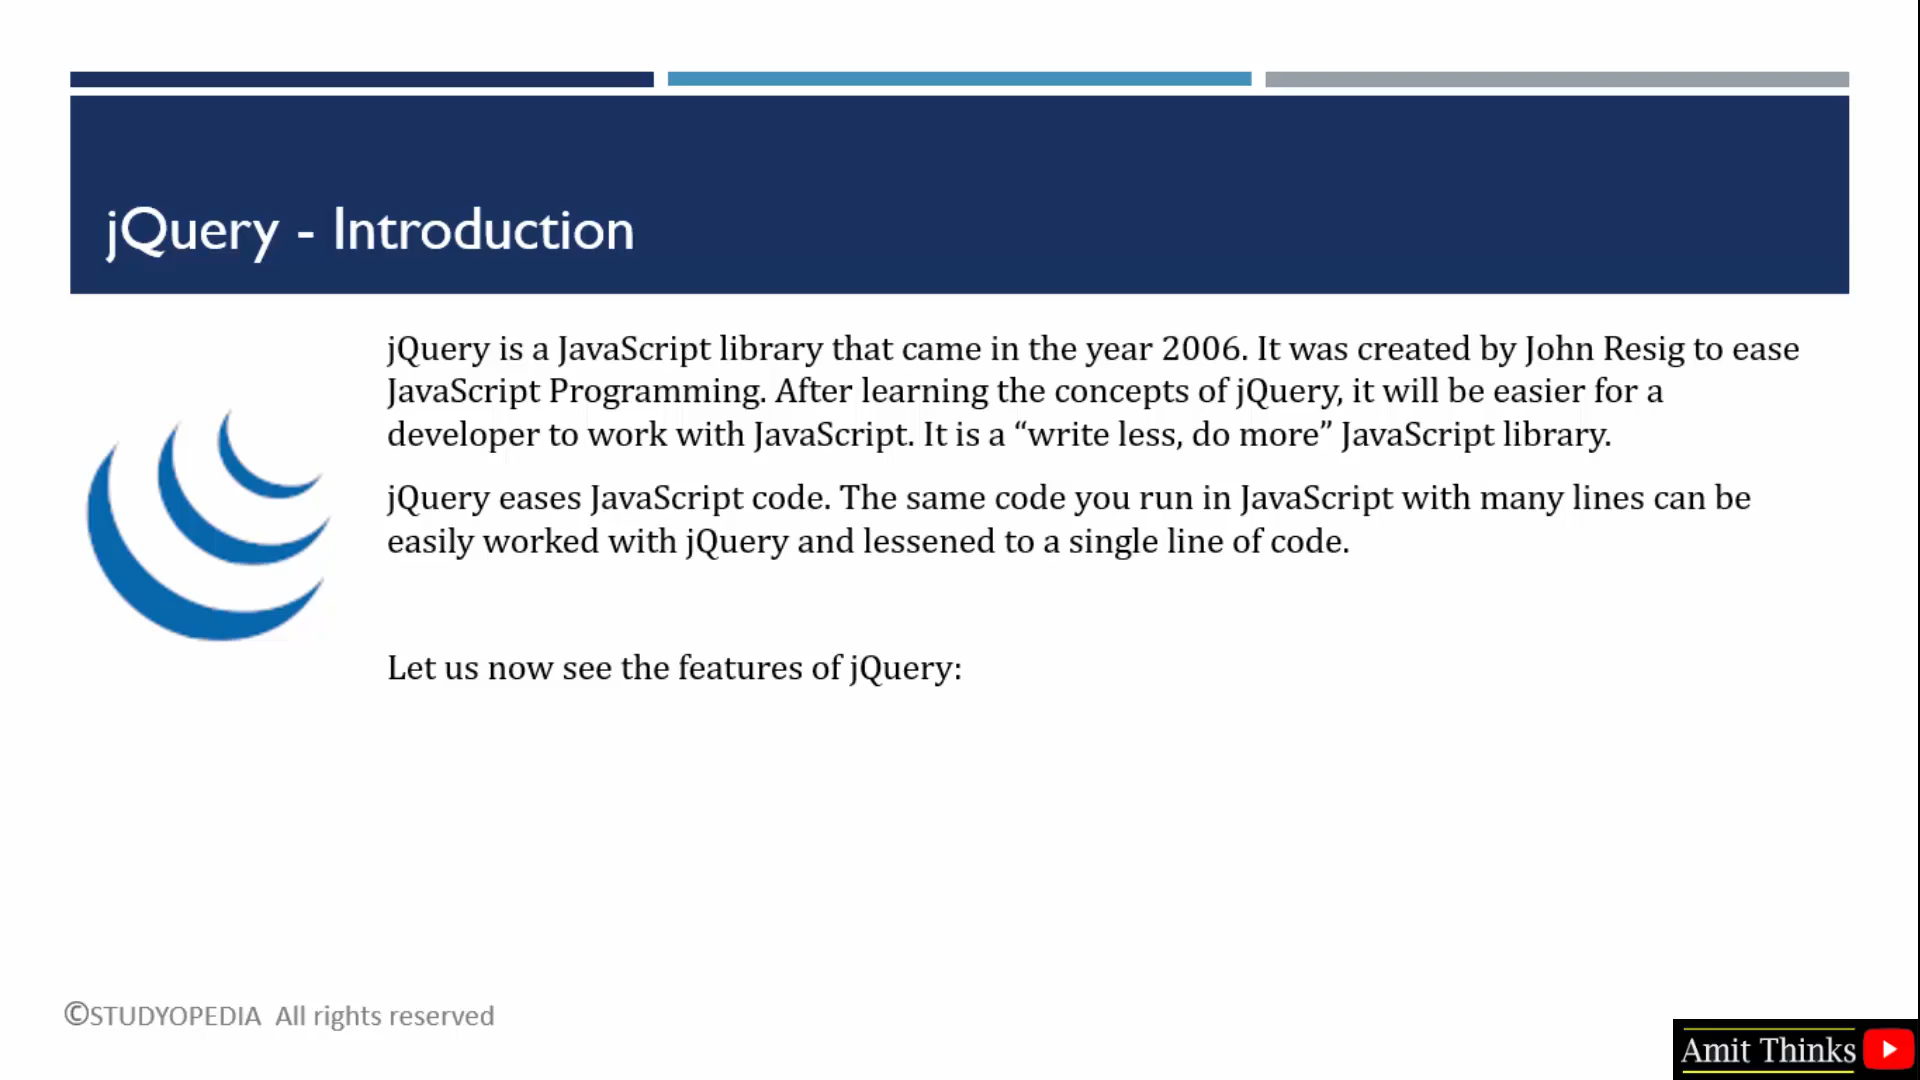 jQuery - Introduction
jQuery is a JavaScript library that came in the year 2006. It was created by John Resig to ease
JavaScript Programming. After learning the concepts of jQuery, it will be easier for a
developer to work with JavaScript. It is a “write less, do more” JavaScript library.
jQuery eases JavaScript code. The same code you run in JavaScript with many lines can be
easily worked with jQuery and lessened to a single line of code.
Let us now see the features of jQuery:
©STUDYOPEDIA All rights reserved
Amit Thinks